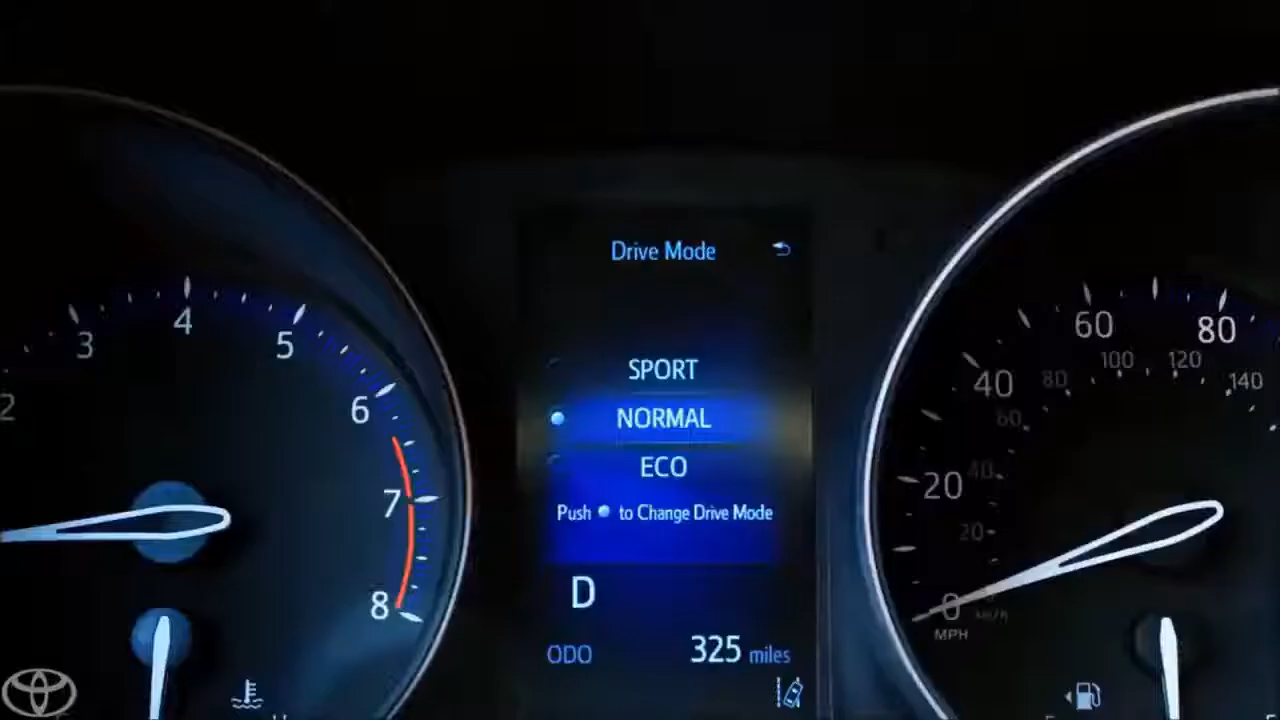 Drive Mode
SPORT
NORMAL
ECO
Push to Change Drive Mode
D
ODO 325 miles
2 3 4 5 6 7 8
0 20 40 60 80
MPH
20 40 60 80 100 120 140